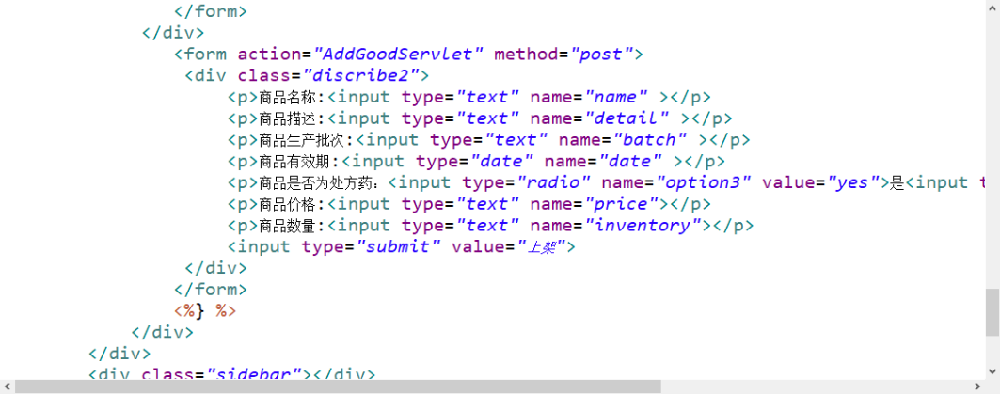 </form>
</div>
<form action="AddGoodServlet" method="post">
<div class="discribe2">
<p>商品名称:<input type="text" name="name" ></p>
<p>商品描述:<input type="text" name="detail" ></p>
<p>商品生产批次:<input type="text" name="batch" ></p>
<p>商品有效期:<input type="date" name="date" ></p>
<p>商品是否为处方药：<input type="radio" name="option3" value="yes">是<input t
<p>商品价格:<input type="text" name="price"></p>
<p>商品数量:<input type="text" name="inventory"></p>
<input type="submit" value="上架">
</div>
</form>
<%} %>
</div>
</div>
<div class="sidebar"></div>